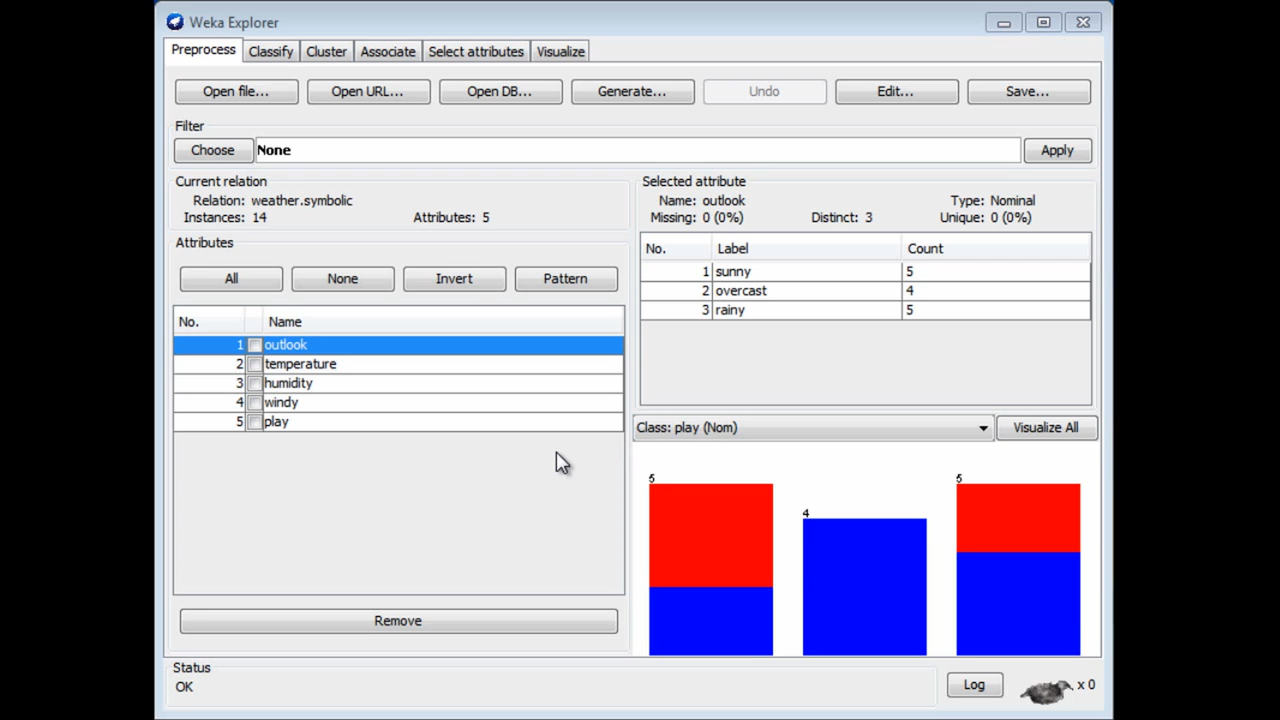 Weka Explorer
Preprocess Classify Cluster Associate Select attributes Visualize
Open file... Open URL... Open DB... Generate... Undo Edit... Save...
Filter
Choose None Apply
Current relation
Relation: weather.symbolic
Instances: 14 Attributes: 5
Attributes
All None Invert Pattern
No. Name
1 outlook
2 temperature
3 humidity
4 windy
5 play
Remove
Selected attribute
Name: outlook Type: Nominal
Missing: 0 (0%) Distinct: 3 Unique: 0 (0%)
No. Label Count
1 sunny 5
2 overcast 4
3 rainy 5
Class: play (Nom) Visualize All
5 4 5
Status
OK
Log x 0